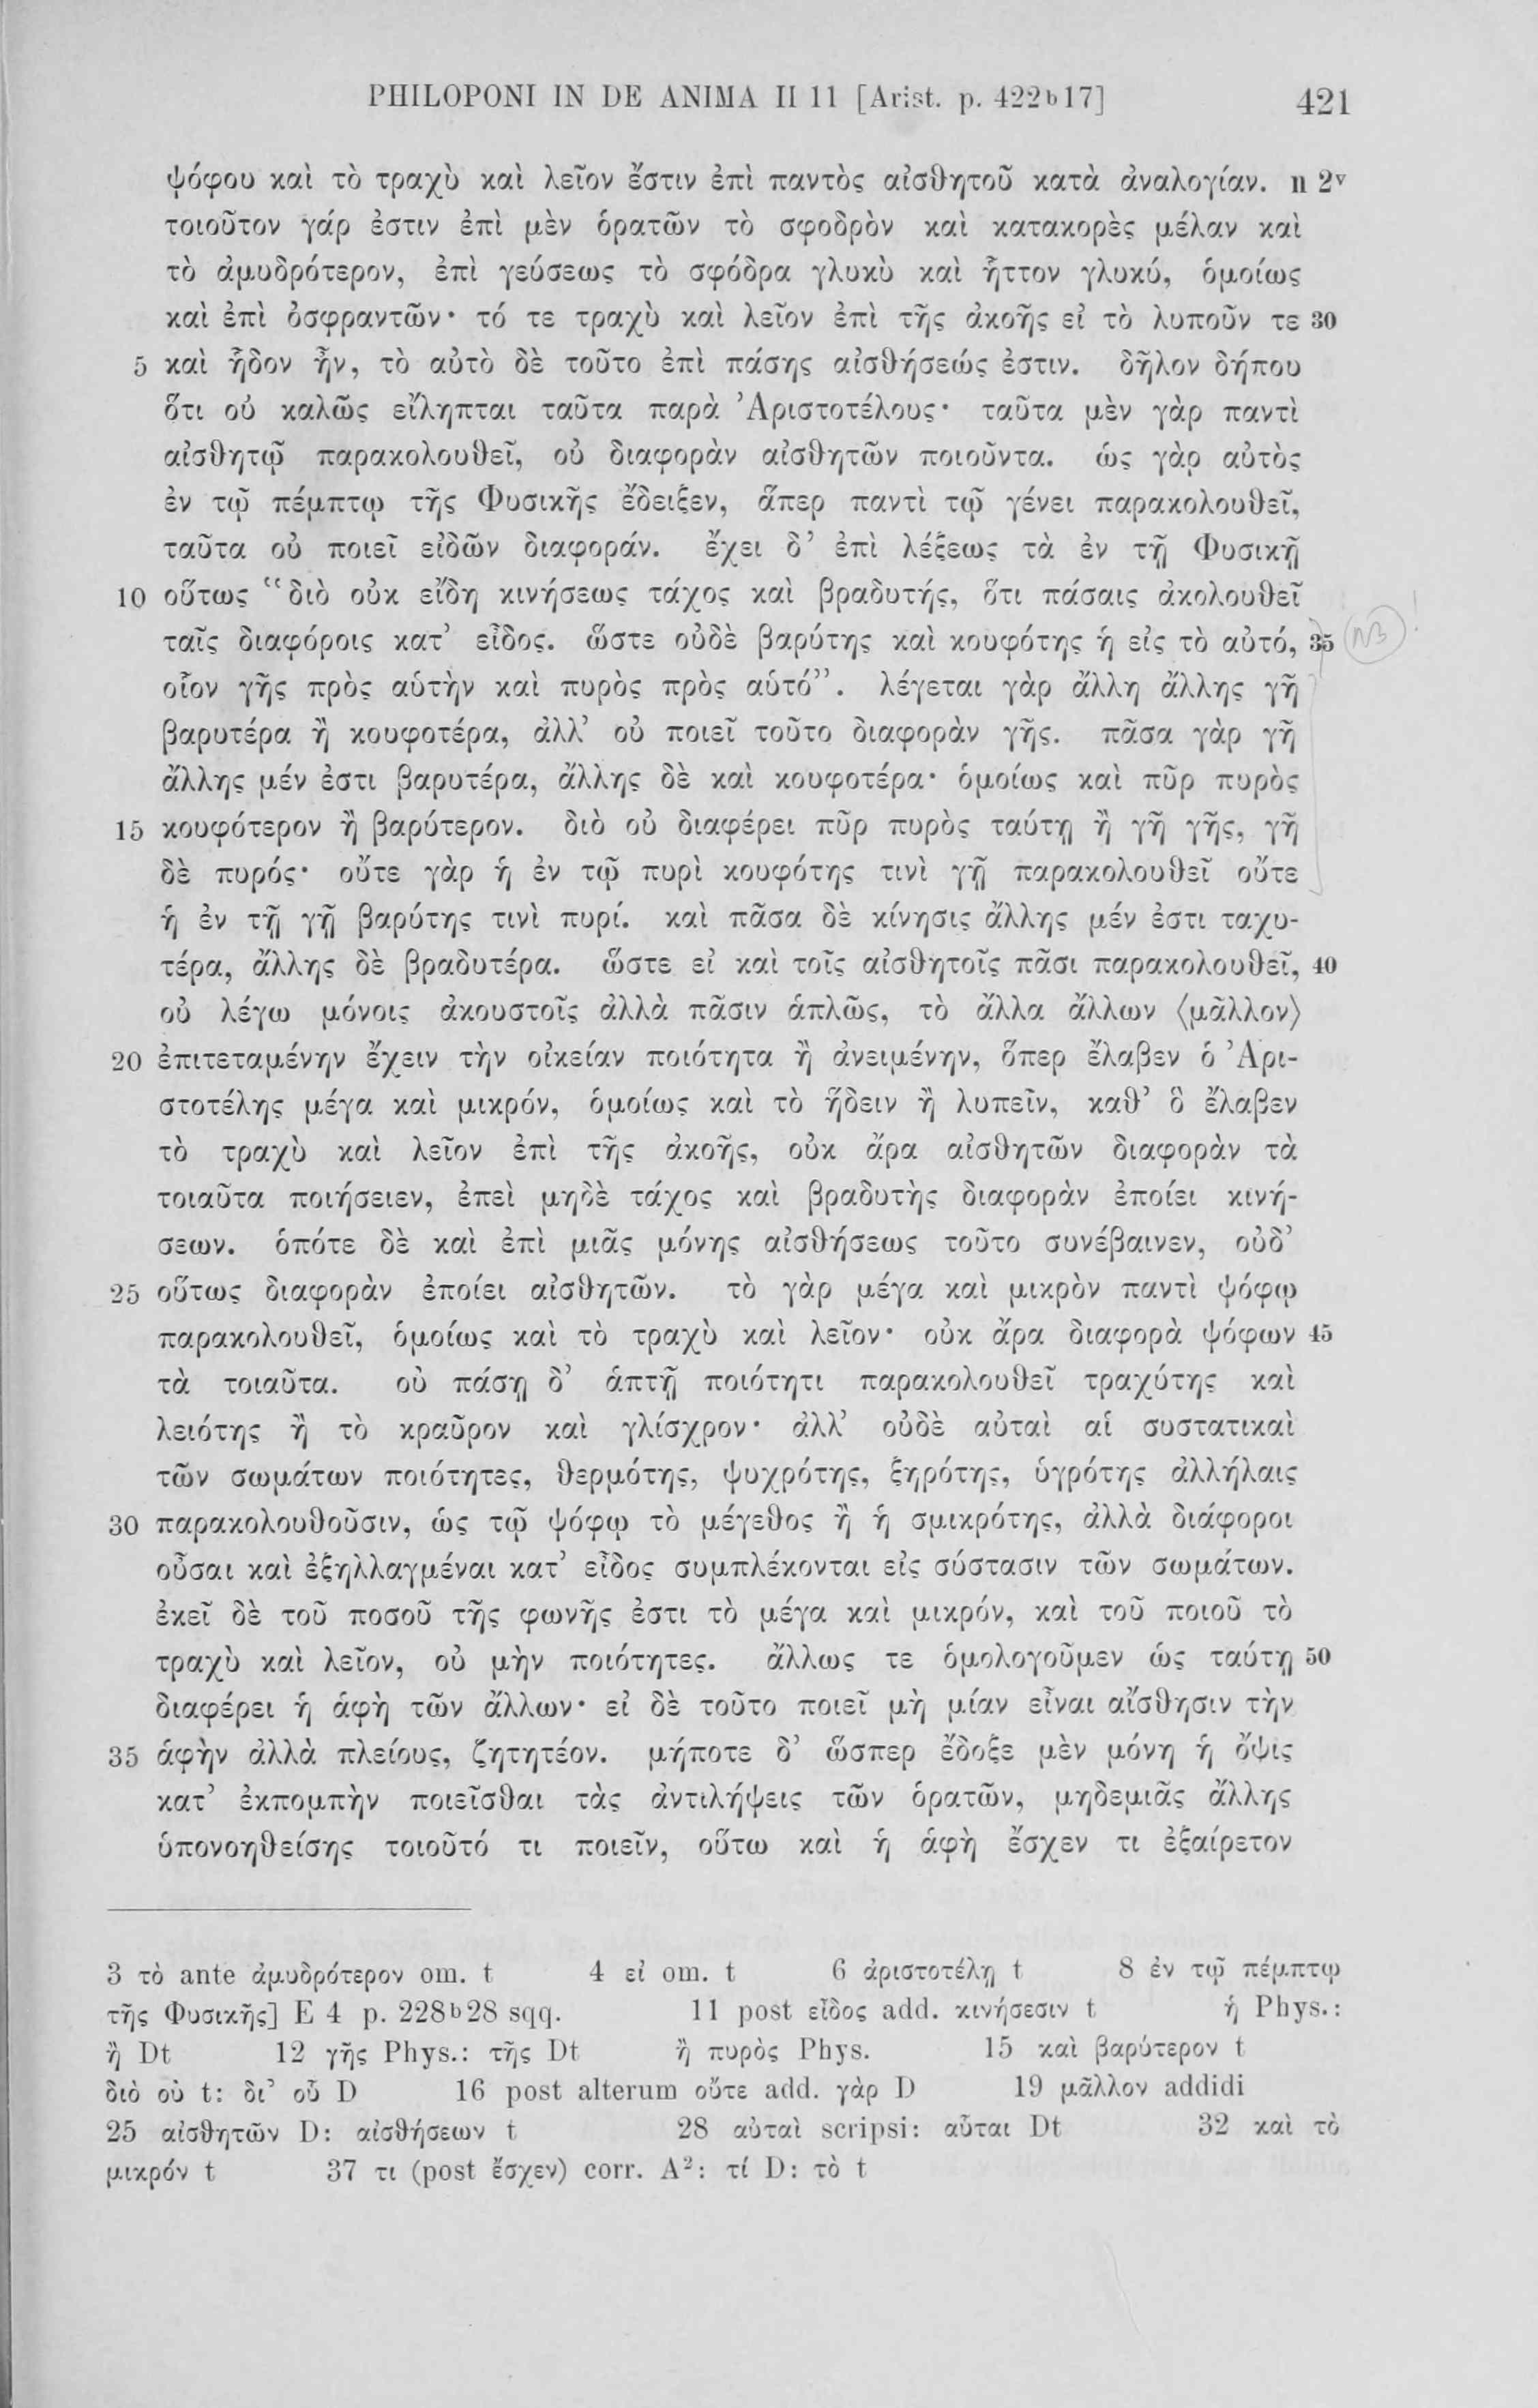 PHILOPONI IN DE ANIMA II 11 [Arist. p. 422b17] 421
ψόφου καὶ τὸ τραχὺ καὶ λεῖον ἔστιν ἐπὶ παντὸς αἰσθητοῦ κατὰ ἀναλογίαν. n 2v
τοιοῦτον γάρ ἐστιν ἐπὶ μὲν ὁρατῶν τὸ σφοδρὸν καὶ κατακορὲς μέλαν καὶ
τὸ ἀμυδρότερον, ἐπὶ γεύσεως τὸ σφόδρα γλυκὺ καὶ ἧττον γλυκύ, ὁμοίως
καὶ ἐπὶ ὀσφραντῶν· τό τε τραχὺ καὶ λεῖον ἐπὶ τῆς ἀκοῆς εἰ τὸ λυποῦν τε 30
5 καὶ ἦδον ἦν, τὸ αὐτὸ δὲ τοῦτο ἐπὶ πάσης αἰσθήσεώς ἐστιν. δῆλον δήπου
ὅτι οὐ καλῶς εἴληπται ταῦτα παρὰ Ἀριστοτέλους· ταῦτα μὲν γὰρ παντὶ
αἰσθητῷ παρακολουθεῖ, οὐ διαφορὰν αἰσθητῶν ποιοῦντα. ὡς γὰρ αὐτὸς
ἐν τῷ πέμπτῳ τῆς Φυσικῆς ἔδειξεν, ἅπερ παντὶ τῷ γένει παρακολουθεῖ,
ταῦτα οὐ ποιεῖ εἰδῶν διαφοράν. ἔχει δ’ ἐπὶ λέξεως τὰ ἐν τῇ Φυσικῇ
10 οὕτως “διὸ οὐκ εἴδη κινήσεως τάχος καὶ βραδυτής, ὅτι πάσαις ἀκολουθεῖ
ταῖς διαφόροις κατ’ εἶδος. ὥστε οὐδὲ βαρύτης καὶ κουφότης ἡ εἰς τὸ αὐτό, 35 NB !
οἷον γῆς πρὸς αὑτὴν καὶ πυρὸς πρὸς αὑτό”. λέγεται γὰρ ἄλλη ἄλλης γῆ
βαρυτέρα ἢ κουφοτέρα, ἀλλ’ οὐ ποιεῖ τοῦτο διαφορὰν γῆς. πᾶσα γὰρ γῆ
ἄλλης μέν ἐστι βαρυτέρα, ἄλλης δὲ καὶ κουφοτέρα· ὁμοίως καὶ πῦρ πυρὸς
15 κουφότερον ἢ βαρύτερον. διὸ οὐ διαφέρει πῦρ πυρὸς ταύτῃ ἢ γῆ γῆς, γῆ
δὲ πυρός· οὔτε γὰρ ἡ ἐν τῷ πυρὶ κουφότης τινὶ γῇ παρακολουθεῖ οὔτε
ἡ ἐν τῇ γῇ βαρύτης τινὶ πυρί. καὶ πᾶσα δὲ κίνησις ἄλλης μέν ἐστι ταχυ-
τέρα, ἄλλης δὲ βραδυτέρα. ὥστε εἰ καὶ τοῖς αἰσθητοῖς πᾶσι παρακολουθεῖ, 40
οὐ λέγω μόνοις ἀκουστοῖς ἀλλὰ πᾶσιν ἁπλῶς, τὸ ἄλλα ἄλλων ⟨μᾶλλον⟩
20 ἐπιτεταμένην ἔχειν τὴν οἰκείαν ποιότητα ἢ ἀνειμένην, ὅπερ ἔλαβεν ὁ Ἀρι-
στοτέλης μέγα καὶ μικρόν, ὁμοίως καὶ τὸ ἥδειν ἢ λυπεῖν, καθ’ ὃ ἔλαβεν
τὸ τραχὺ καὶ λεῖον ἐπὶ τῆς ἀκοῆς, οὐκ ἄρα αἰσθητῶν διαφορὰν τὰ
τοιαῦτα ποιήσειεν, ἐπεὶ μηδὲ τάχος καὶ βραδυτὴς διαφορὰν ἐποίει κινή-
σεων. ὁπότε δὲ καὶ ἐπὶ μιᾶς μόνης αἰσθήσεως τοῦτο συνέβαινεν, οὐδ’
25 οὕτως διαφορὰν ἐποίει αἰσθητῶν. τὸ γὰρ μέγα καὶ μικρὸν παντὶ ψόφῳ
παρακολουθεῖ, ὁμοίως καὶ τὸ τραχὺ καὶ λεῖον· οὐκ ἄρα διαφορὰ ψόφων 45
τὰ τοιαῦτα. οὐ πάσῃ δ’ ἁπτῇ ποιότητι παρακολουθεῖ τραχύτης καὶ
λειότης ἢ τὸ κραῦρον καὶ γλίσχρον· ἀλλ’ οὐδὲ αὐταὶ αἱ συστατικαὶ
τῶν σωμάτων ποιότητες, θερμότης, ψυχρότης, ξηρότης, ὑγρότης ἀλλήλαις
30 παρακολουθοῦσιν, ὡς τῷ ψόφῳ τὸ μέγεθος ἢ ἡ σμικρότης, ἀλλὰ διάφοροι
οὖσαι καὶ ἐξηλλαγμέναι κατ’ εἶδος συμπλέκονται εἰς σύστασιν τῶν σωμάτων.
ἐκεῖ δὲ τοῦ ποσοῦ τῆς φωνῆς ἐστι τὸ μέγα καὶ μικρόν, καὶ τοῦ ποιοῦ τὸ
τραχὺ καὶ λεῖον, οὐ μὴν ποιότητες. ἄλλως τε ὁμολογοῦμεν ὡς ταύτῃ 50
διαφέρει ἡ ἁφὴ τῶν ἄλλων· εἰ δὲ τοῦτο ποιεῖ μὴ μίαν εἶναι αἴσθησιν τὴν
35 ἁφὴν ἀλλὰ πλείους, ζητητέον. μήποτε δ’ ὥσπερ ἔδοξε μὲν μόνη ἡ ὄψις
κατ’ ἐκπομπὴν ποιεῖσθαι τὰς ἀντιλήψεις τῶν ὁρατῶν, μηδεμιᾶς ἄλλης
ὑπονοηθείσης τοιοῦτό τι ποιεῖν, οὕτω καὶ ἡ ἁφὴ ἔσχεν τι ἐξαίρετον
3 τὸ ante ἀμυδρότερον om. t 4 εἰ om. t 6 ἀριστοτέλῃ t 8 ἐν τῷ πέμπτῳ
τῆς Φυσικῆς] E 4 p. 228b28 sqq. 11 post εἶδος add. κινήσεσιν t ἡ Phys.:
ἢ Dt 12 γῆς Phys.: τῆς Dt ἢ πυρὸς Phys. 15 καὶ βαρύτερον t
διὸ οὐ t: δι’ οὗ D 16 post alterum οὔτε add. γὰρ D 19 μᾶλλον addidi
25 αἰσθητῶν D: αἰσθήσεων t 28 αὐταὶ scripsi: αὗται Dt 32 καὶ τὸ
μικρόν t 37 τι (post ἔσχεν) corr. A2: τί D: τὸ t